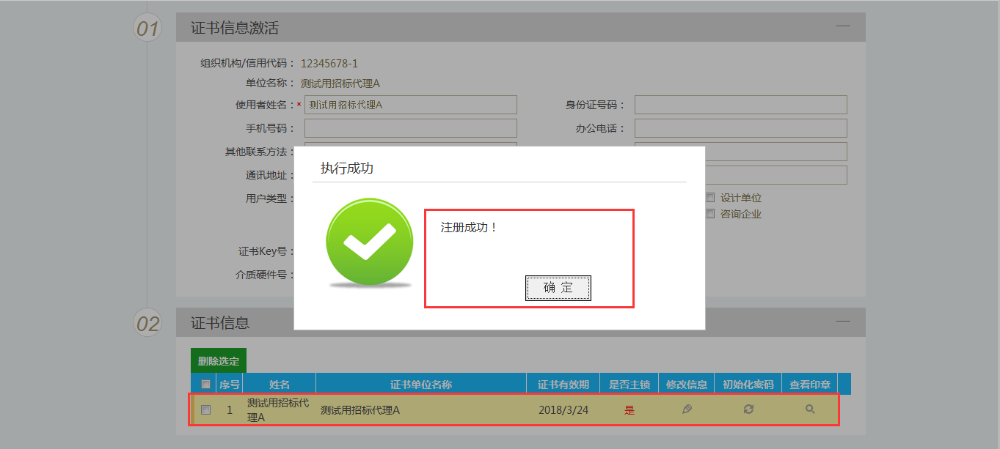 01 证书信息激活
组织机构/信用代码： 12345678-1
单位名称： 测试用招标代理A
使用者姓名：* 测试用招标代理A 身份证号码：
手机号码： 办公电话：
其他联系方法：
通讯地址：
用户类型： 设计单位
咨询企业
证书Key号：
介质硬件号：
执行成功
注册成功！
确 定
02 证书信息
删除选定
序号 姓名 证书单位名称 证书有效期 是否主锁 修改信息 初始化密码 查看印章
1 测试用招标代 测试用招标代理A 2018/3/24 是
理A